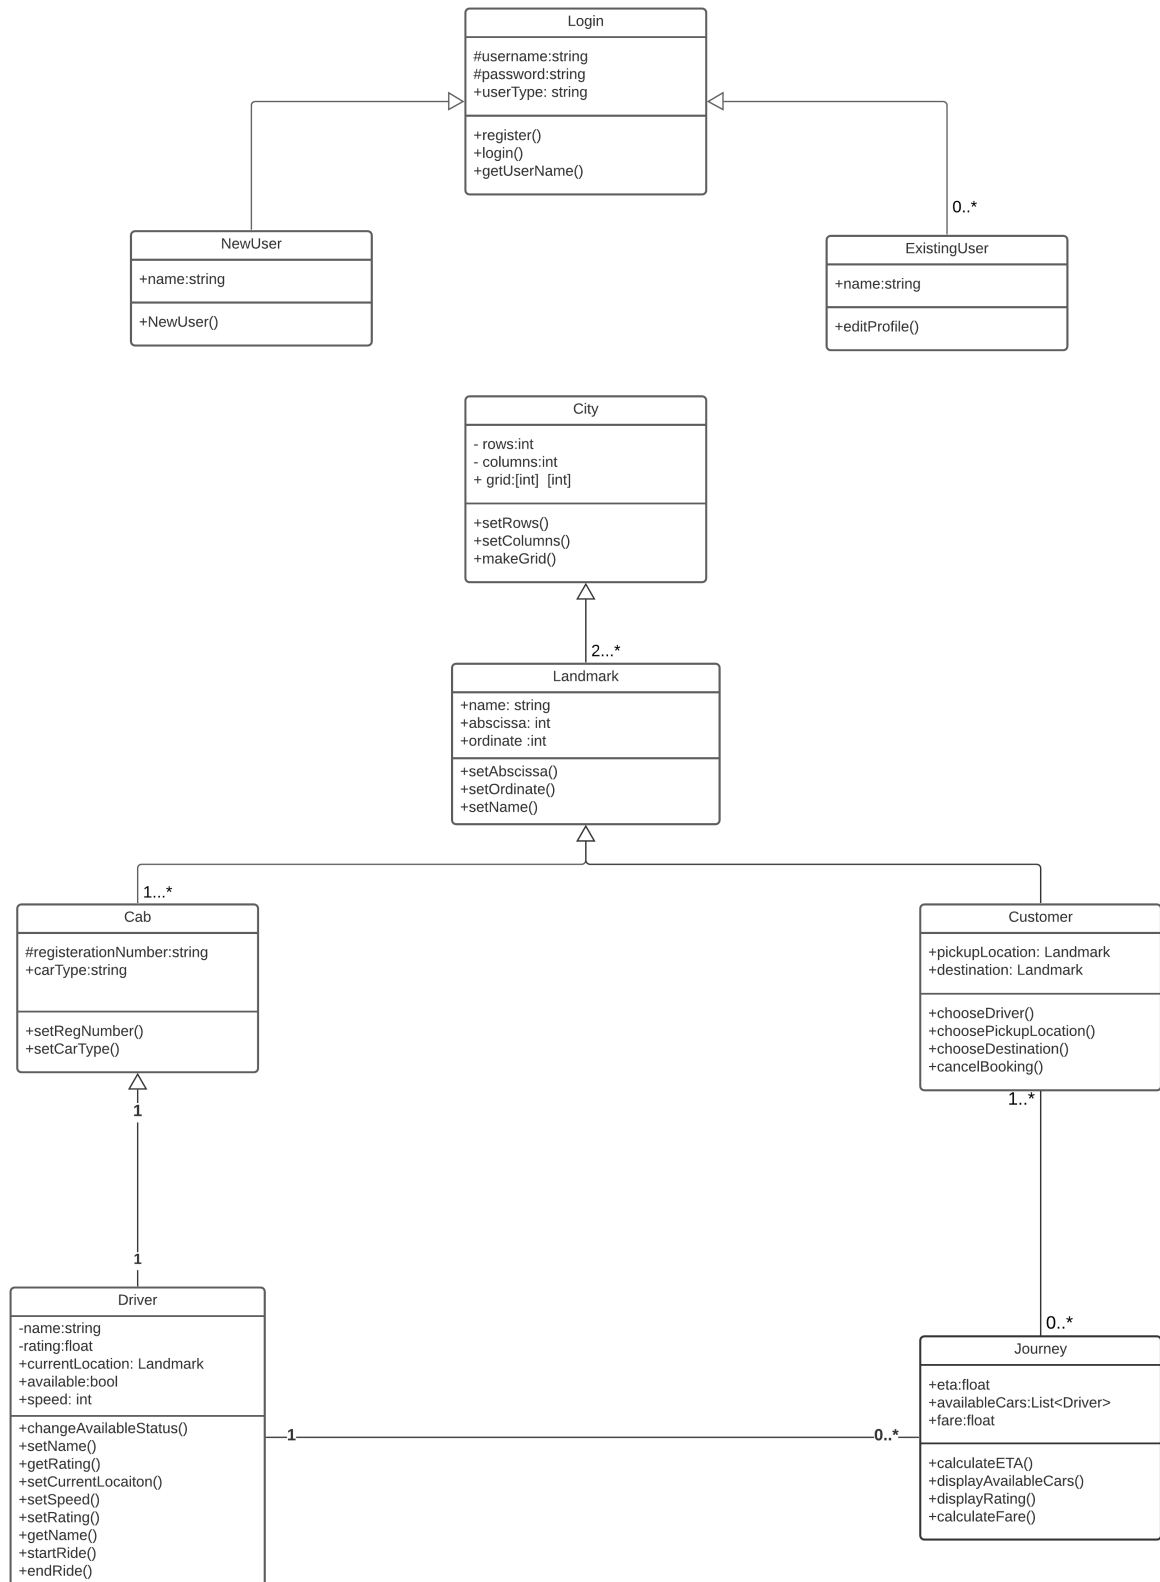 Login
#username:string
#password:string
+userType: string
+register()
+login()
+getUserName()
0..*
NewUser
+name:string
+NewUser()
ExistingUser
+name:string
+editProfile()
City
- rows:int
- columns:int
+ grid:[int]  [int]
+setRows()
+setColumns()
+makeGrid()
2...*
Landmark
+name: string
+abscissa: int
+ordinate :int
+setAbscissa()
+setOrdinate()
+setName()
1...*
Cab
#registerationNumber:string
+carType:string
+setRegNumber()
+setCarType()
Customer
+pickupLocation: Landmark
+destination: Landmark
+chooseDriver()
+choosePickupLocation()
+chooseDestination()
+cancelBooking()
1
1..*
1
0..*
Driver
-name:string
-rating:float
+currentLocation: Landmark
+available:bool
+speed: int
+changeAvailableStatus()
+setName()
+getRating()
+setCurrentLocaiton()
+setSpeed()
+setRating()
+getName()
+startRide()
+endRide()
1
0..*
Journey
+eta:float
+availableCars:List<Driver>
+fare:float
+calculateETA()
+displayAvailableCars()
+displayRating()
+calculateFare()